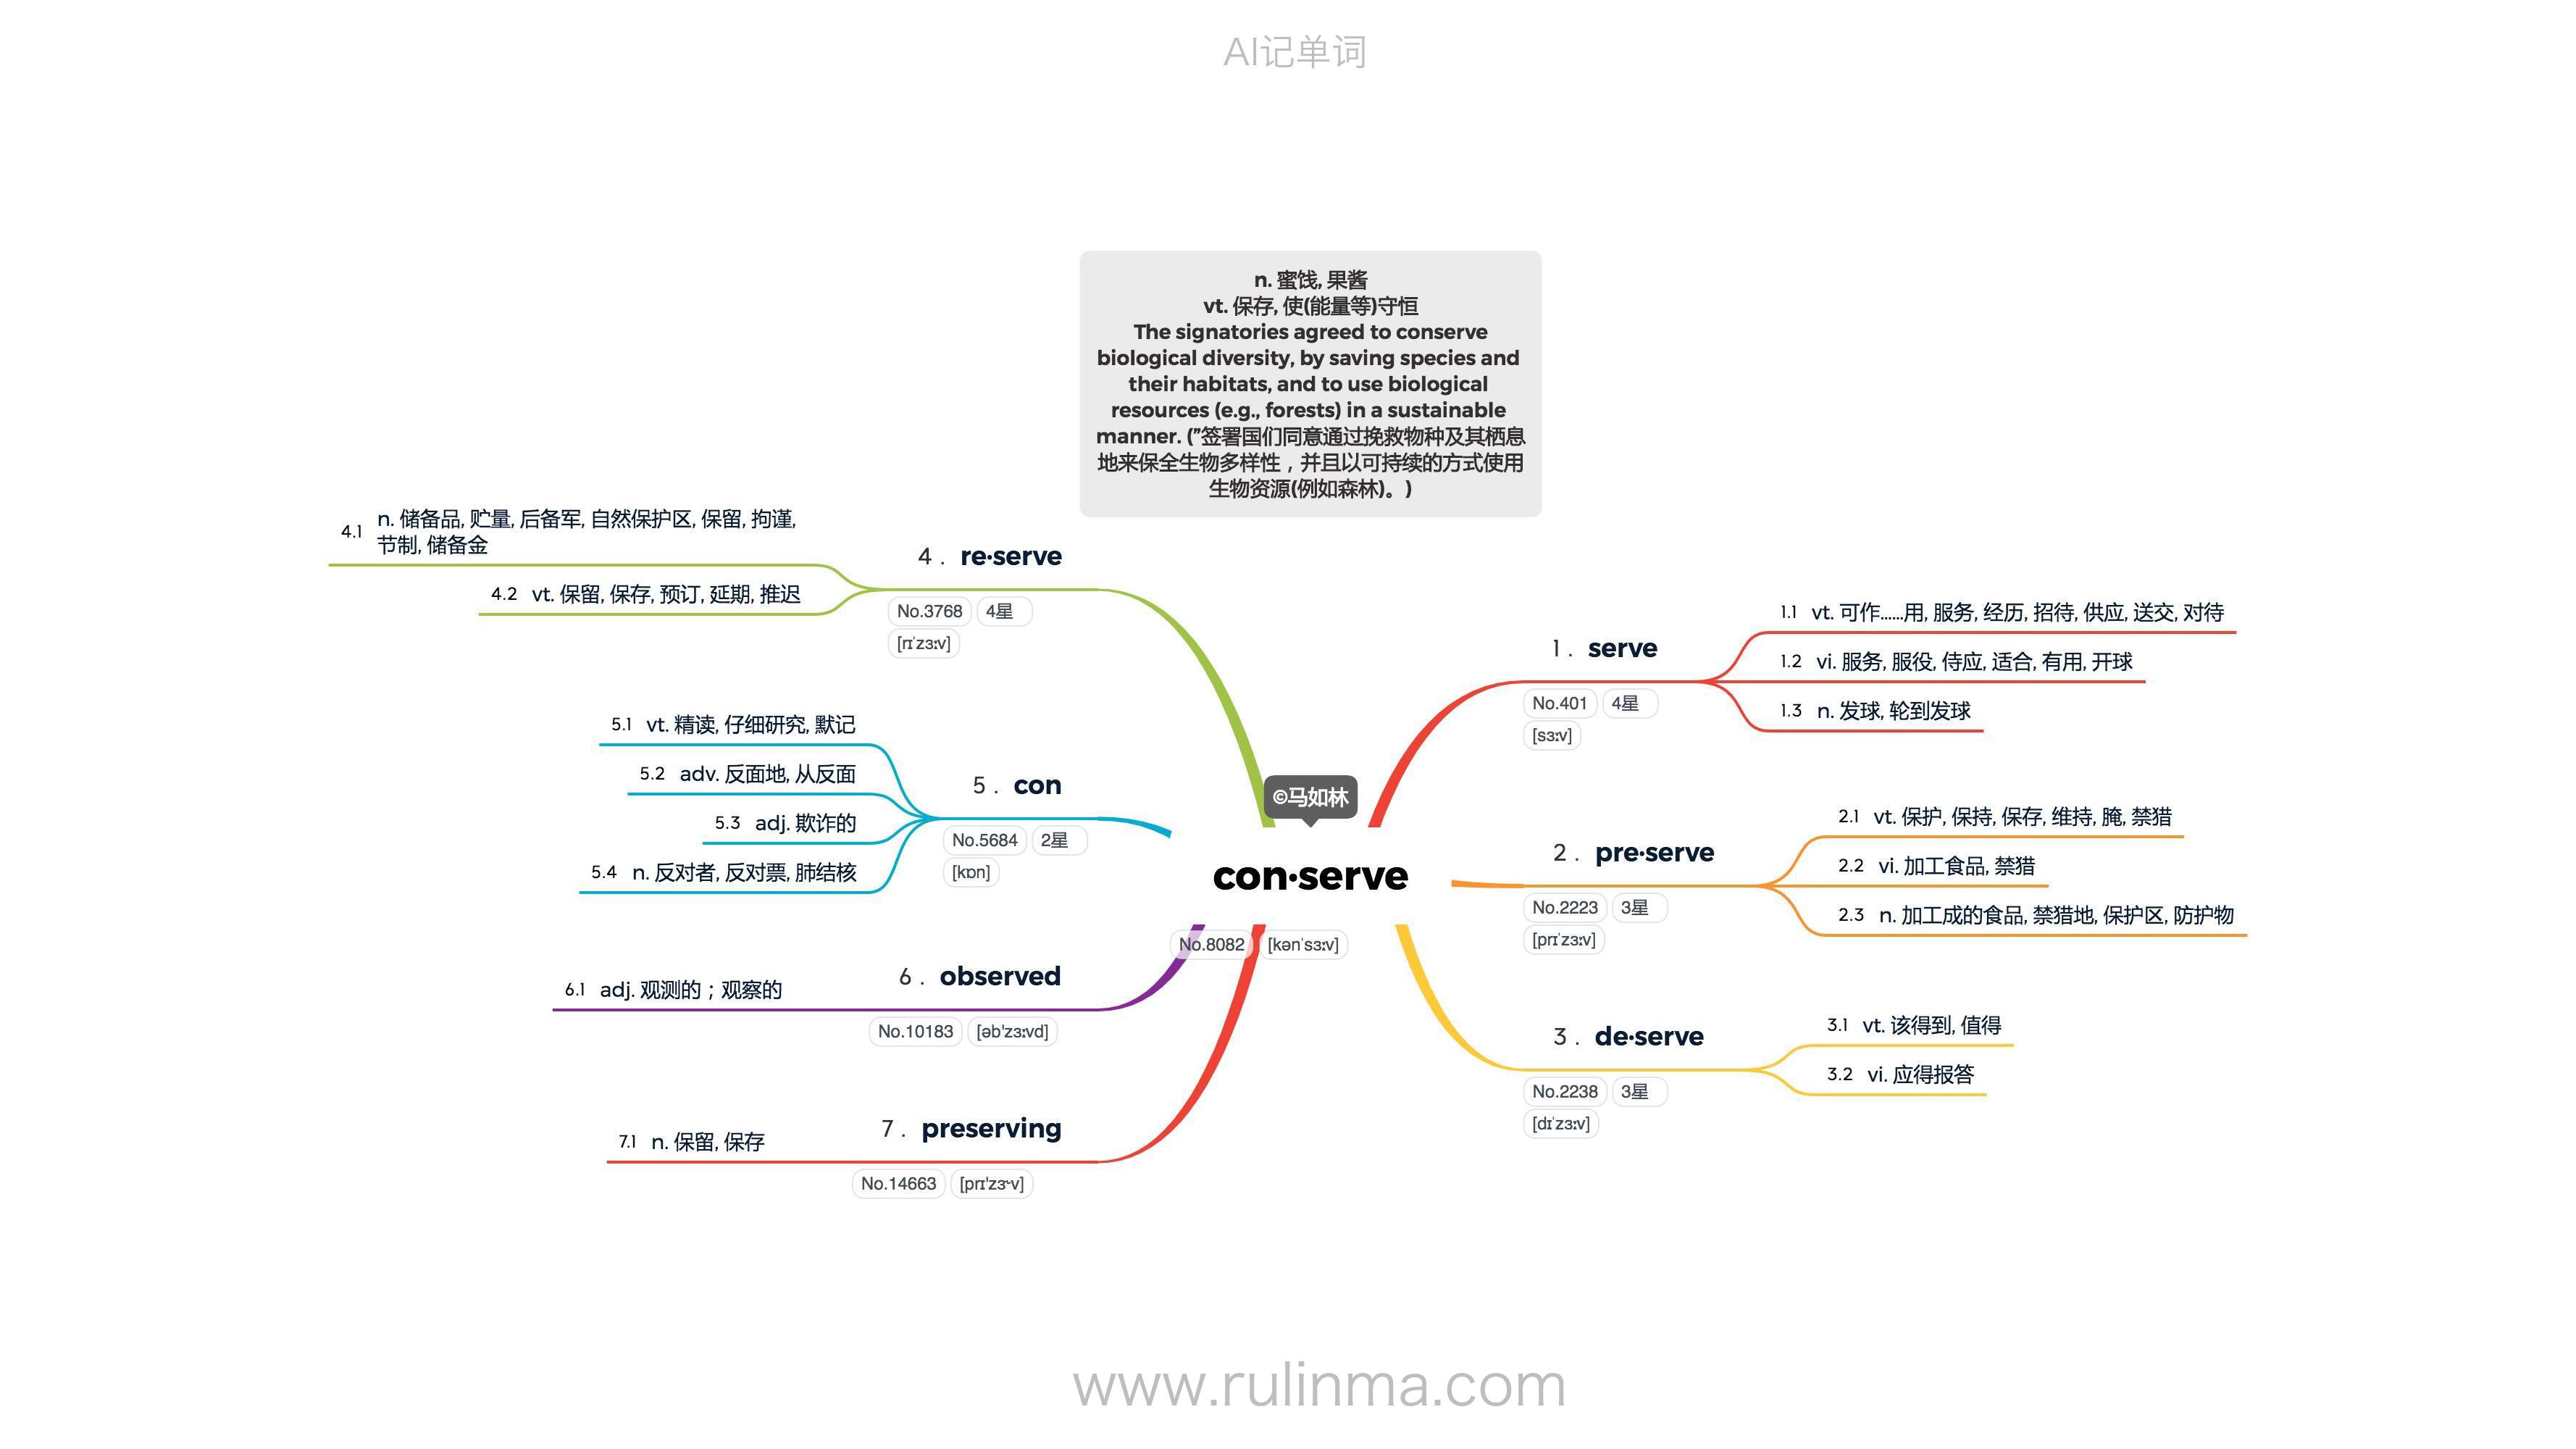 AI记单词
n. 蜜饯, 果酱
vt. 保存, 使(能量等)守恒
The signatories agreed to conserve
biological diversity, by saving species and
their habitats, and to use biological
resources (e.g., forests) in a sustainable
manner. (”签署国们同意通过挽救物种及其栖息
地来保全生物多样性，并且以可持续的方式使用
生物资源(例如森林)。)
©马如林
con·serve
No.8082 [kənˈsɜːv]
1. serve
No.401 4星
[sɜːv]
1.1 vt. 可作……用, 服务, 经历, 招待, 供应, 送交, 对待
1.2 vi. 服务, 服役, 侍应, 适合, 有用, 开球
1.3 n. 发球, 轮到发球
2. pre·serve
No.2223 3星
[prɪˈzɜːv]
2.1 vt. 保护, 保持, 保存, 维持, 腌, 禁猎
2.2 vi. 加工食品, 禁猎
2.3 n. 加工成的食品, 禁猎地, 保护区, 防护物
3. de·serve
No.2238 3星
[dɪˈzɜːv]
3.1 vt. 该得到, 值得
3.2 vi. 应得报答
4. re·serve
No.3768 4星
[rɪˈzɜːv]
4.1 n. 储备品, 贮量, 后备军, 自然保护区, 保留, 拘谨,
节制, 储备金
4.2 vt. 保留, 保存, 预订, 延期, 推迟
5. con
No.5684 2星
[kɒn]
5.1 vt. 精读, 仔细研究, 默记
5.2 adv. 反面地, 从反面
5.3 adj. 欺诈的
5.4 n. 反对者, 反对票, 肺结核
6. observed
No.10183 [əb'zɜːvd]
6.1 adj. 观测的；观察的
7. preserving
No.14663 [prɪ'zɝv]
7.1 n. 保留, 保存
www.rulinma.com